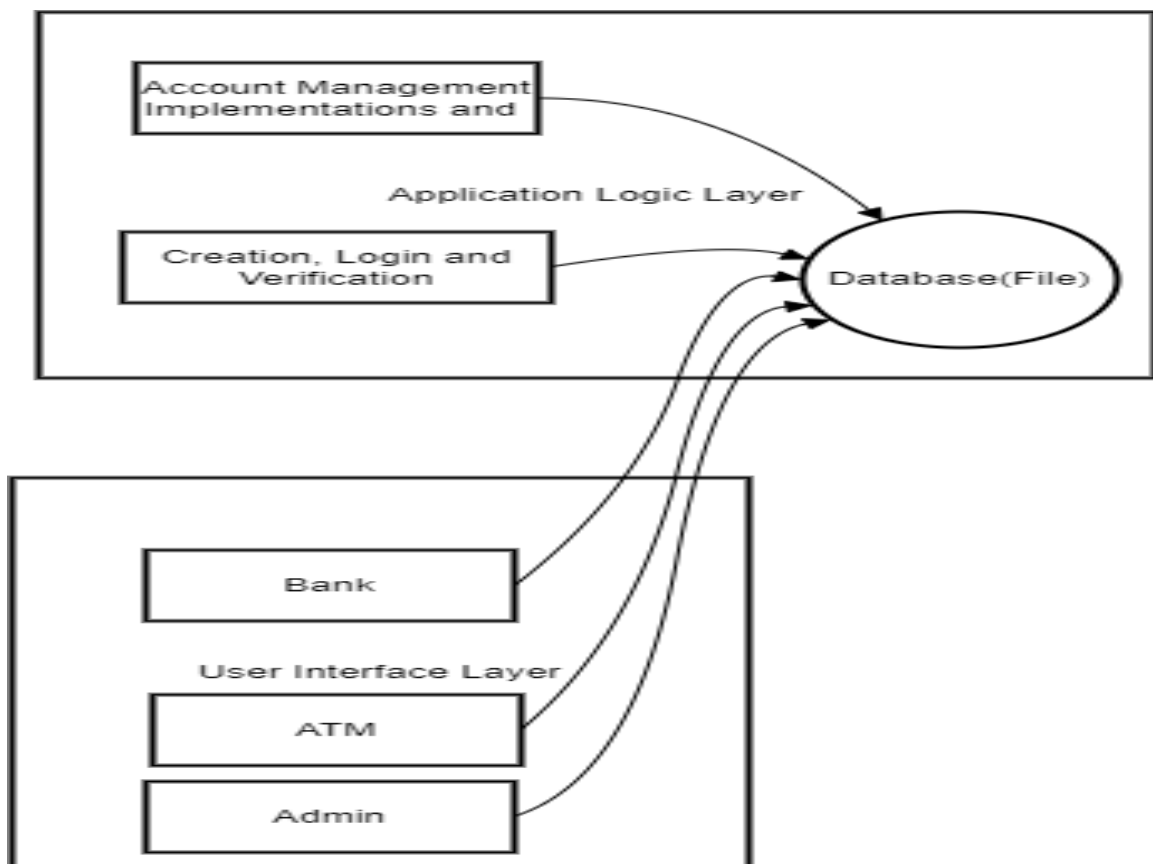 Account Management
Implementations and
Application Logic Layer
Creation, Login and
Verification
Database(File)
Bank
User Interface Layer
ATM
Admin